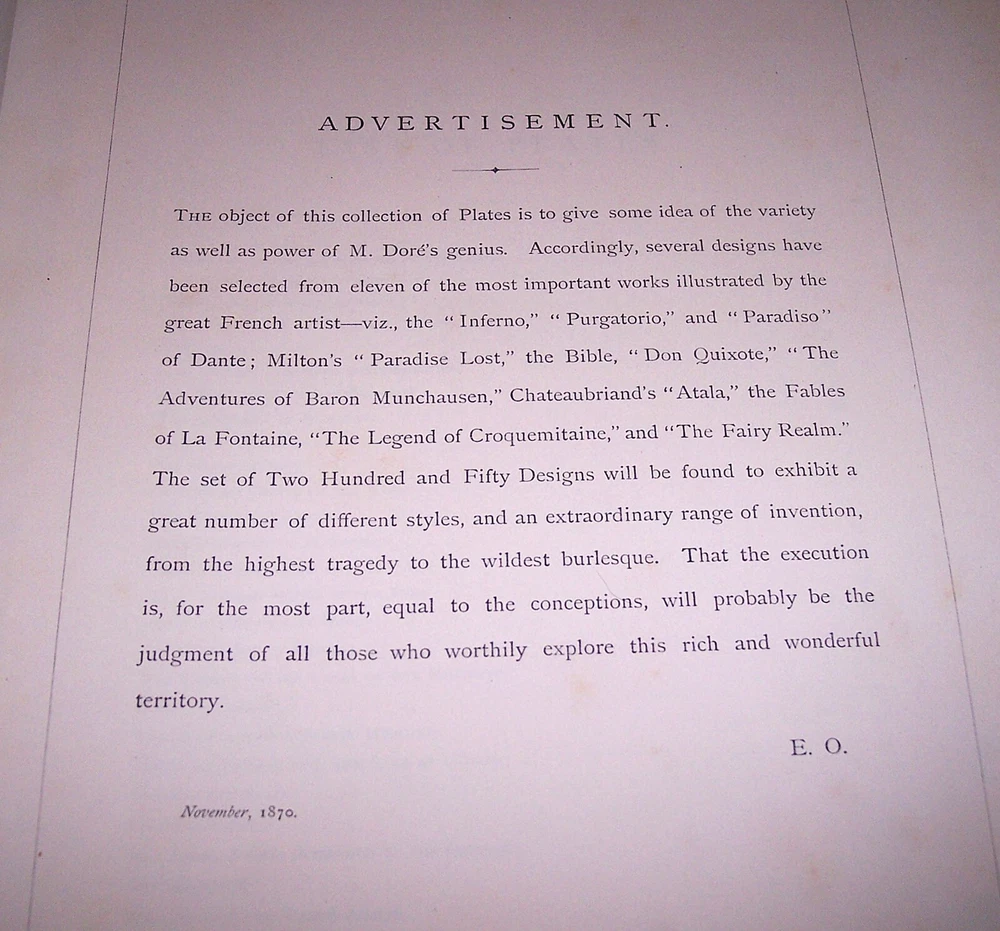 ADVERTISEMENT.
THE object of this collection of Plates is to give some idea of the variety
as well as power of M. Doré's genius. Accordingly, several designs have
been selected from eleven of the most important works illustrated by the
great French artist—viz., the “Inferno,” “Purgatorio,” and “Paradiso”
of Dante; Milton's “Paradise Lost,” the Bible, “Don Quixote,” “The
Adventures of Baron Munchausen,” Chateaubriand's “Atala,” the Fables
of La Fontaine, “The Legend of Croquemitaine,” and “The Fairy Realm.”
The set of Two Hundred and Fifty Designs will be found to exhibit a
great number of different styles, and an extraordinary range of invention,
from the highest tragedy to the wildest burlesque. That the execution
is, for the most part, equal to the conceptions, will probably be the
judgment of all those who worthily explore this rich and wonderful
territory.
E. O.
November, 1870.